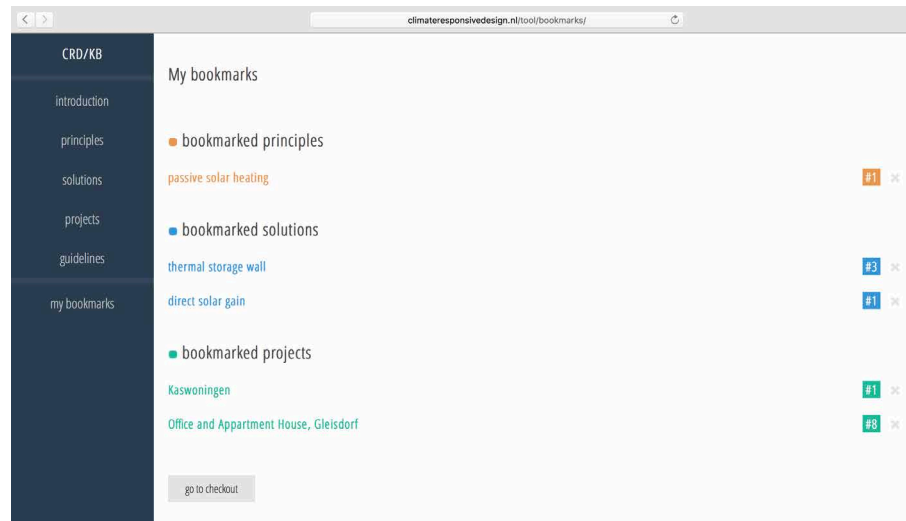 climateresponsivedesign.nl/tool/bookmarks/
CRD/KB
introduction
principles
solutions
projects
guidelines
my bookmarks
My bookmarks
bookmarked principles
passive solar heating #1
bookmarked solutions
thermal storage wall #3
direct solar gain #1
bookmarked projects
Kaswoningen #1
Office and Appartment House, Gleisdorf #8
go to checkout